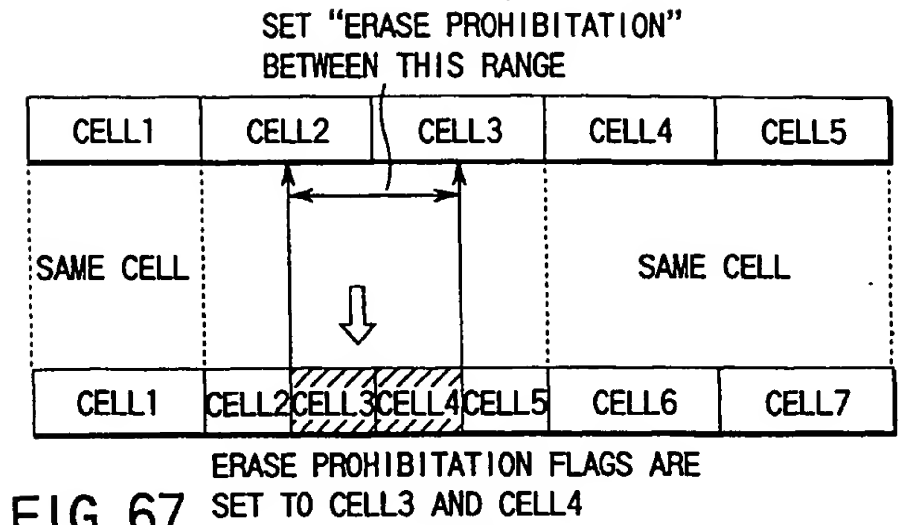 SET “ERASE PROHIBITATION”
BETWEEN THIS RANGE
CELL1 CELL2 CELL3 CELL4 CELL5
SAME CELL SAME CELL
CELL1 CELL2 CELL3 CELL4 CELL5 CELL6 CELL7
ERASE PROHIBITATION FLAGS ARE
SET TO CELL3 AND CELL4
FIG. 67